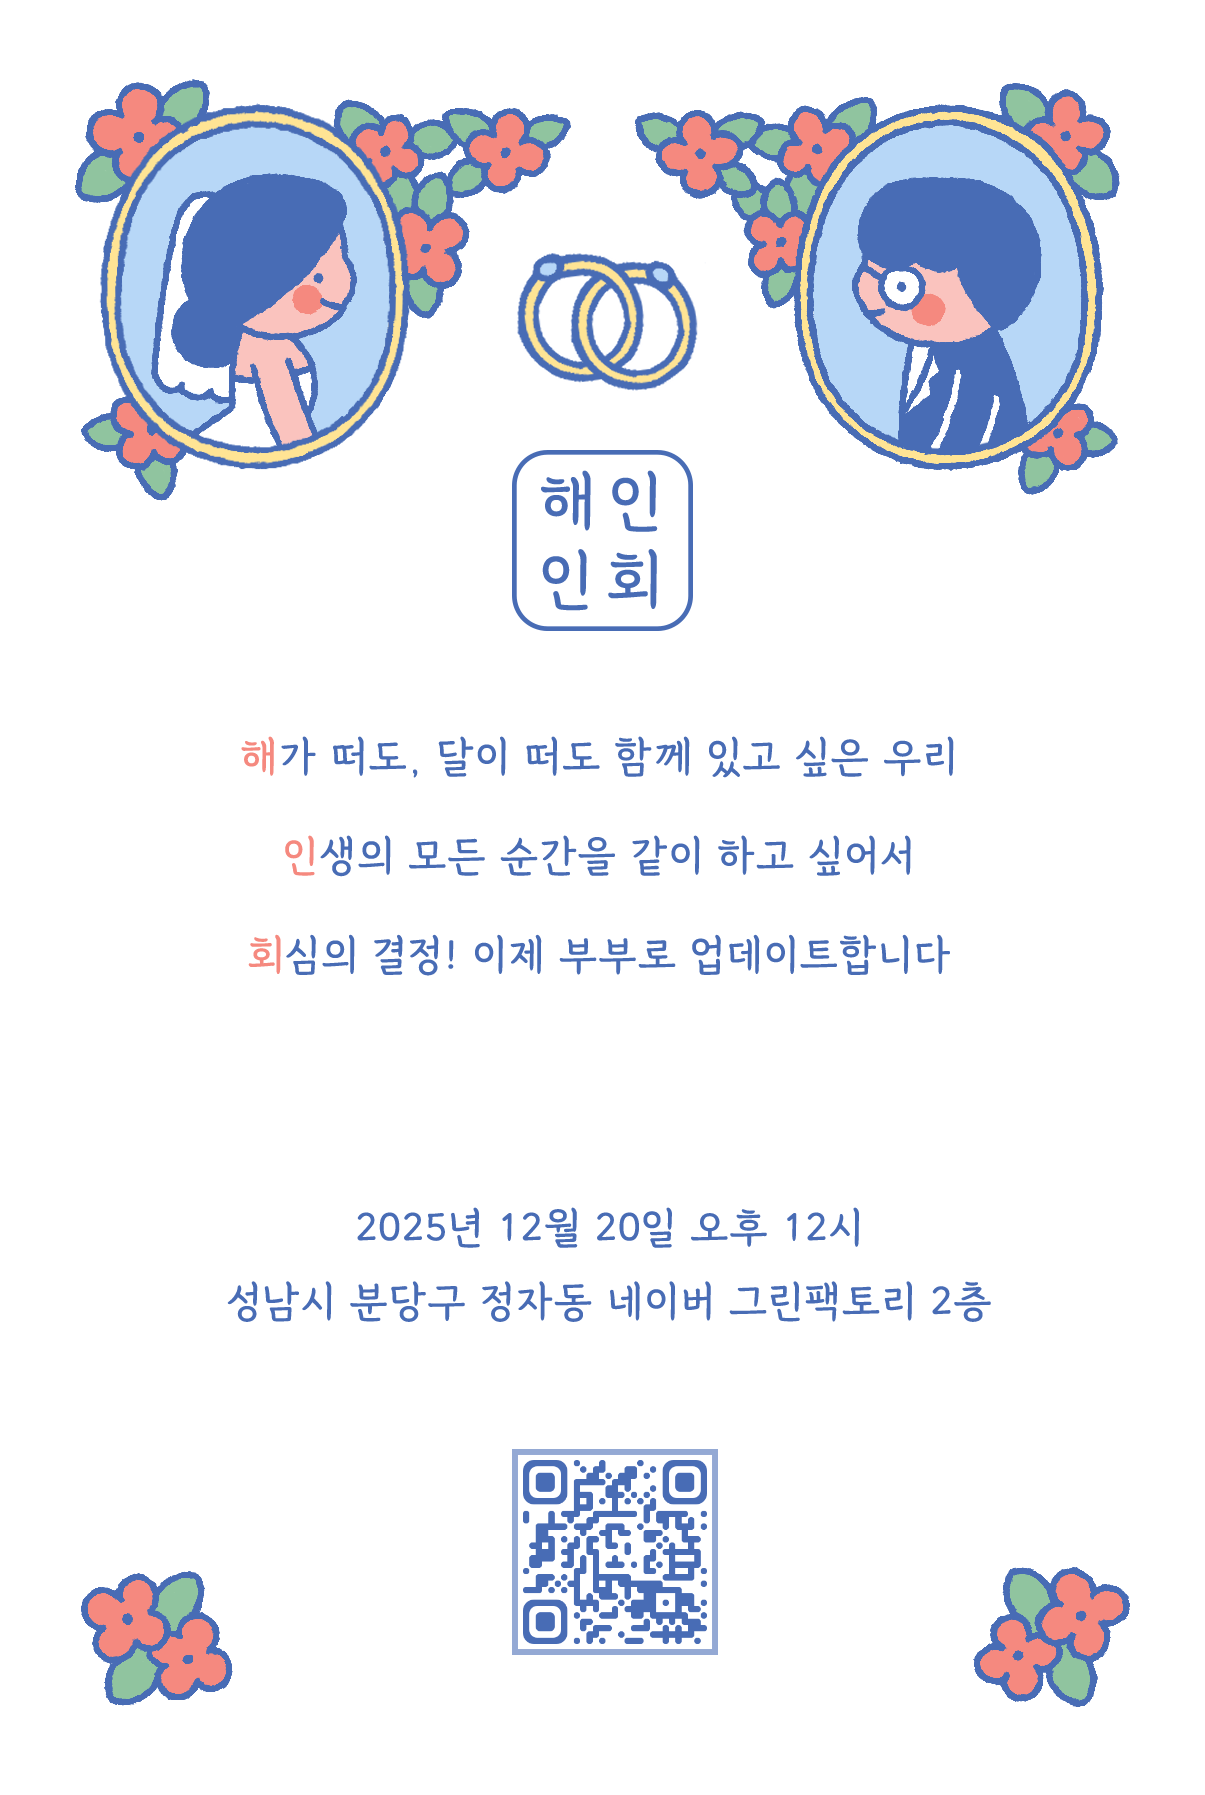 해인
인회
해가 떠도, 달이 떠도 함께 있고 싶은 우리
인생의 모든 순간을 같이 하고 싶어서
회심의 결정! 이제 부부로 업데이트합니다
2025년 12월 20일 오후 12시
성남시 분당구 정자동 네이버 그린팩토리 2층